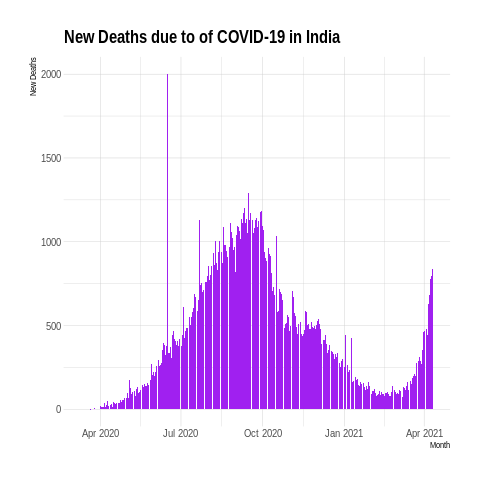 New Deaths due to of COVID-19 in India
New Deaths
2000
1500
1000
500
0
Apr 2020 Jul 2020 Oct 2020 Jan 2021 Apr 2021
Month